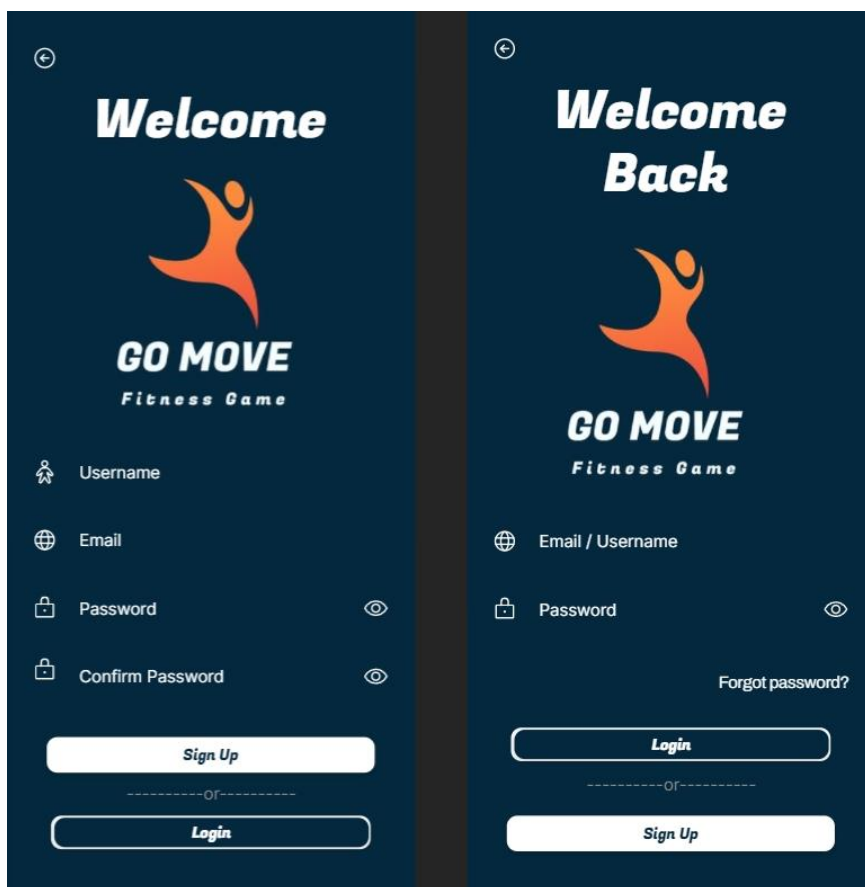 Welcome
GO MOVE
Fitness Game
Username
Email
Password
Confirm Password
Sign Up
----------or----------
Login
Welcome
Back
GO MOVE
Fitness Game
Email / Username
Password
Forgot password?
Login
----------or----------
Sign Up